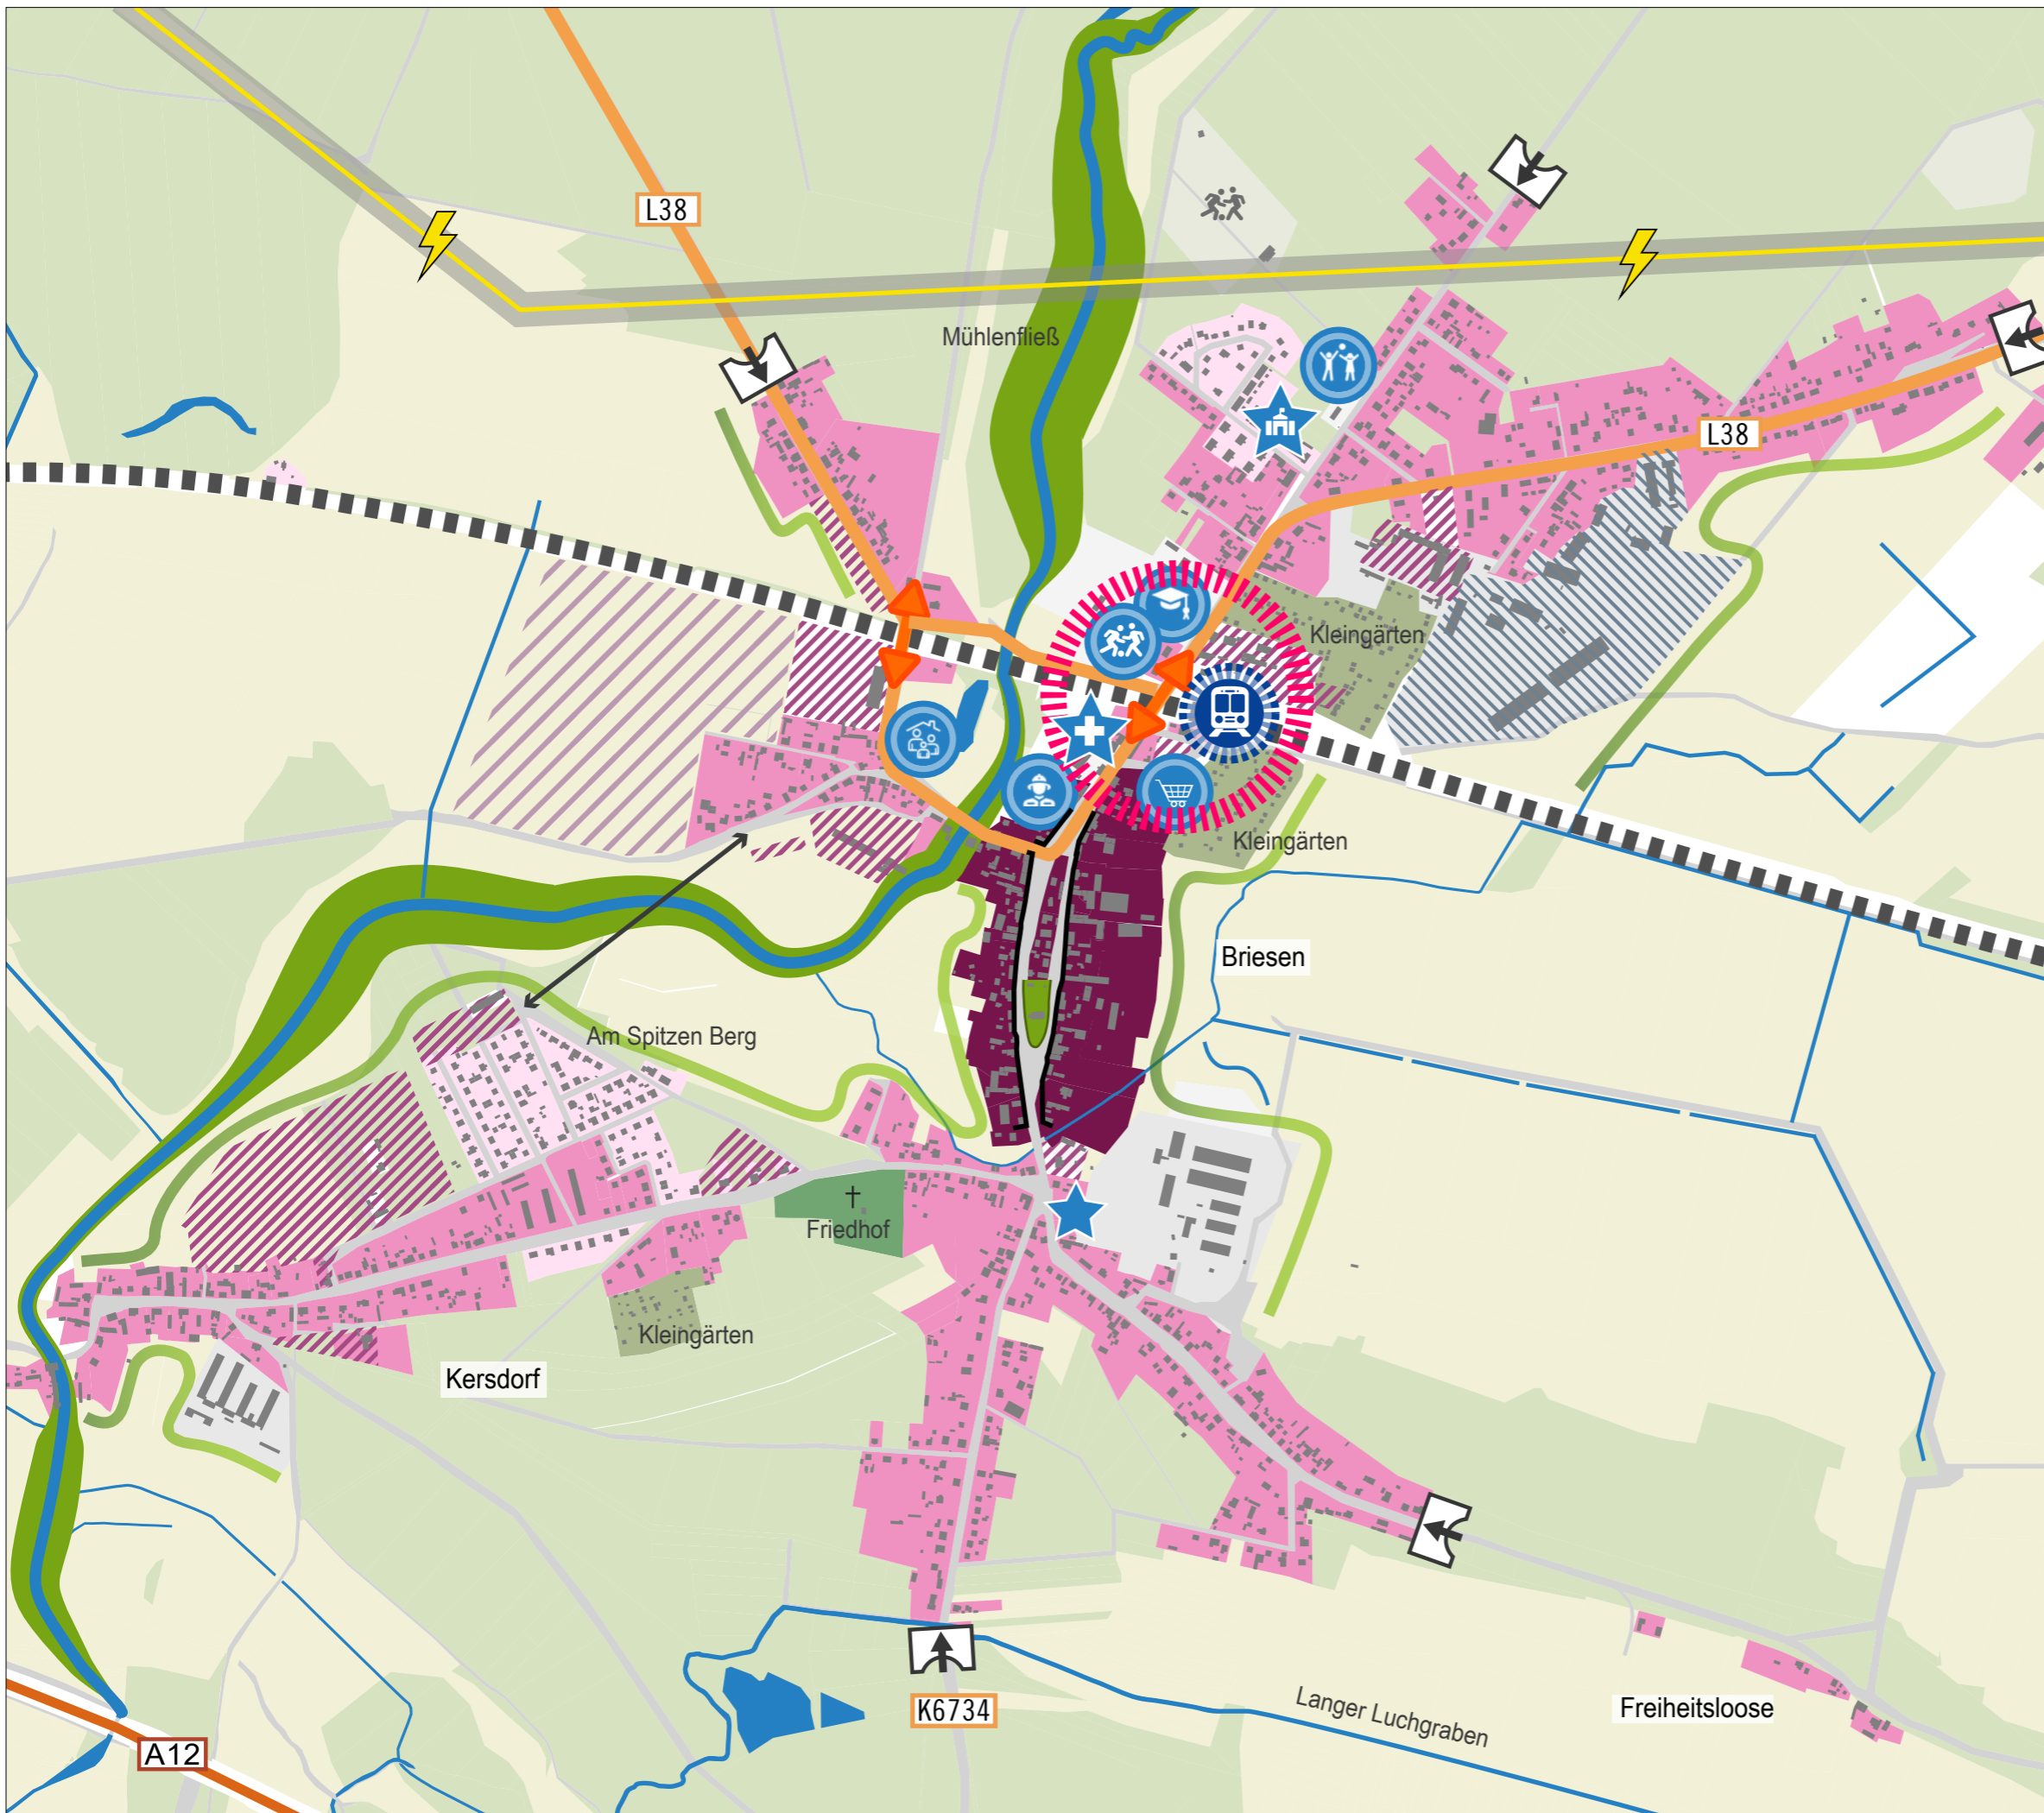 L38
Mühlenfließ
L38
Kleingärten
Kleingärten
Briesen
Am Spitzen Berg
Friedhof
Kleingärten
Kersdorf
Langer Luchgraben
Freiheitsloose
K6734
A12